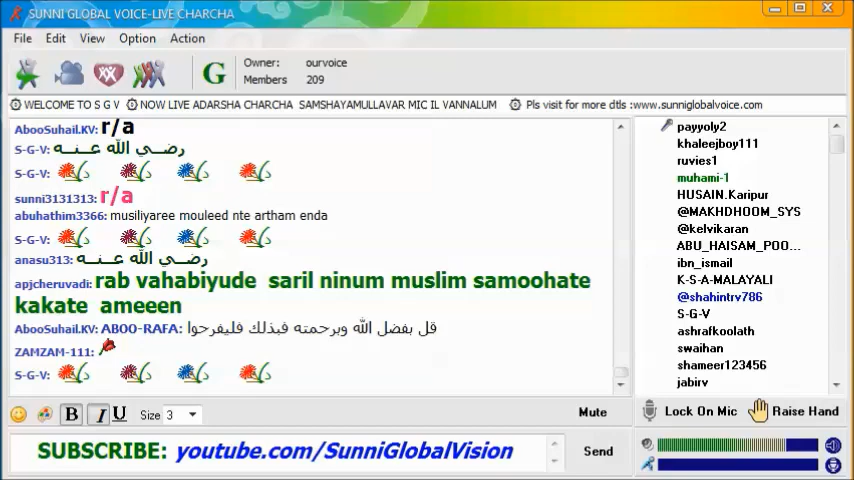 SUNNI GLOBAL VOICE-LIVE CHARCHA
File Edit View Option Action
G Owner: ourvoice
Members 209
WELCOME TO S G V NOW LIVE ADARSHA CHARCHA SAMSHAYAMULLAVAR MIC IL VANNALUM Pls visit for more dtls :www.sunniglobalvoice.com
AbooSuhail.KV: r/a
S-G-V: رضــي الله عـنــه
S-G-V:
sunni3131313: r/a
abuhathim3366: musiliyaree mouleed nte artham enda
S-G-V:
anasu313: رضــي الله عـنــه
apjcheruvadi: rab vahabiyude saril ninum muslim samoohate
kakate ameeen
AbooSuhail.KV: ABOO-RAFA: قل بفضل الله وبرحمته فبذلك فليفرحوا
ZAMZAM-111:
S-G-V:
payyoly2
khaleejboy111
ruvies1
muhami-1
HUSAIN.Karipur
@MAKHDHOOM_SYS
@kelvikaran
ABU_HAISAM_POO...
ibn_ismail
K-S-A-MALAYALI
@shahintrv786
S-G-V
ashrafkoolath
swaihan
shameer123456
jabirv
B I U Size 3 Mute
Lock On Mic Raise Hand
SUBSCRIBE: youtube.com/SunniGlobalVision Send